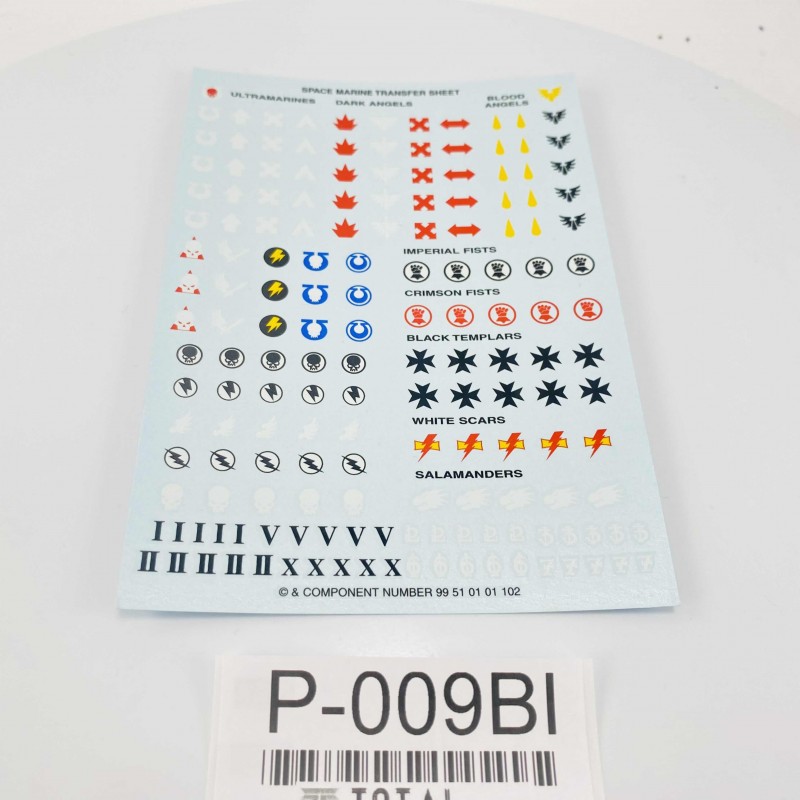 SPACE MARINE TRANSFER SHEET
ULTRAMARINES DARK ANGELS BLOOD ANGELS
IMPERIAL FISTS
CRIMSON FISTS
BLACK TEMPLARS
WHITE SCARS
SALAMANDERS
I I I I I V V V V V
II II II II II X X X X X
© & COMPONENT NUMBER 99 51 01 01 102
P-009BI
TOTAL